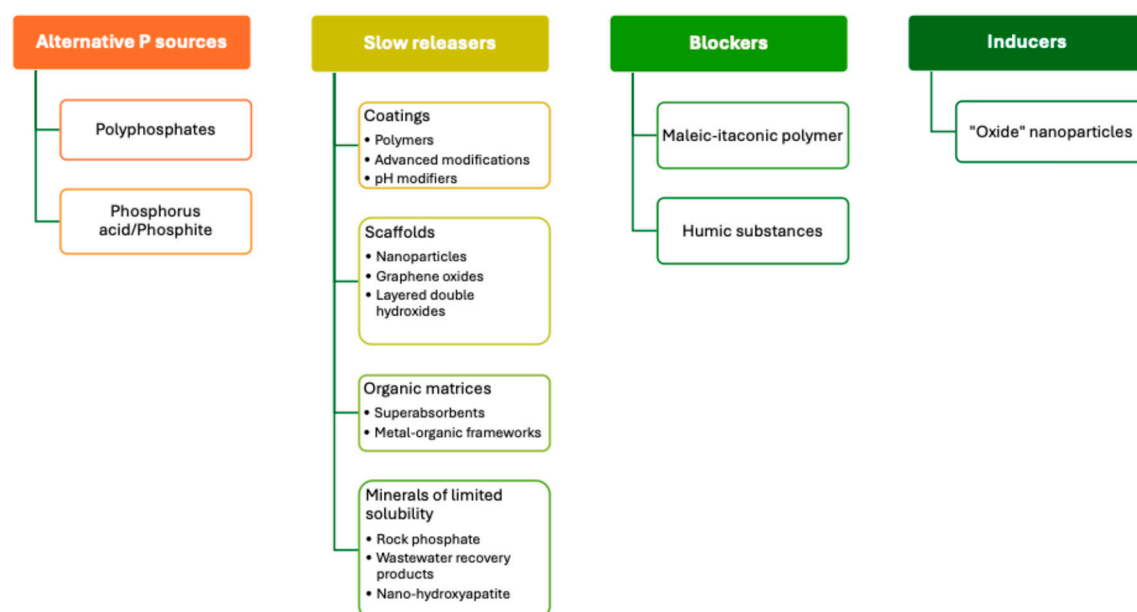 Alternative P sources
Polyphosphates
Phosphorus
acid/Phosphite
Slow releasers
Coatings
• Polymers
• Advanced modifications
• pH modifiers
Scaffolds
• Nanoparticles
• Graphene oxides
• Layered double
hydroxides
Organic matrices
• Superabsorbents
• Metal-organic frameworks
Minerals of limited
solubility
• Rock phosphate
• Wastewater recovery
products
• Nano-hydroxyapatite
Blockers
Maleic-itaconic polymer
Humic substances
Inducers
"Oxide" nanoparticles